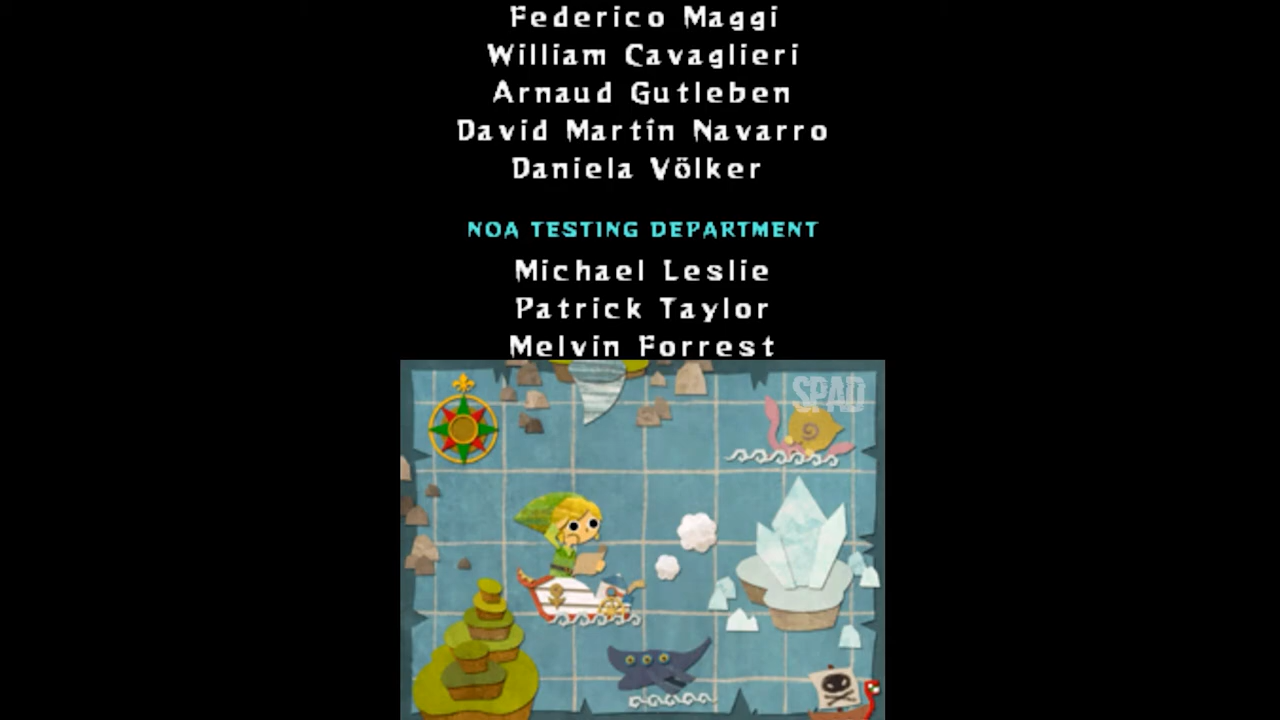 Federico Maggi
William Cavaglieri
Arnaud Gutleben
David Martín Navarro
Daniela Völker
NOA TESTING DEPARTMENT
Michael Leslie
Patrick Taylor
Melvin Forrest
SPAD